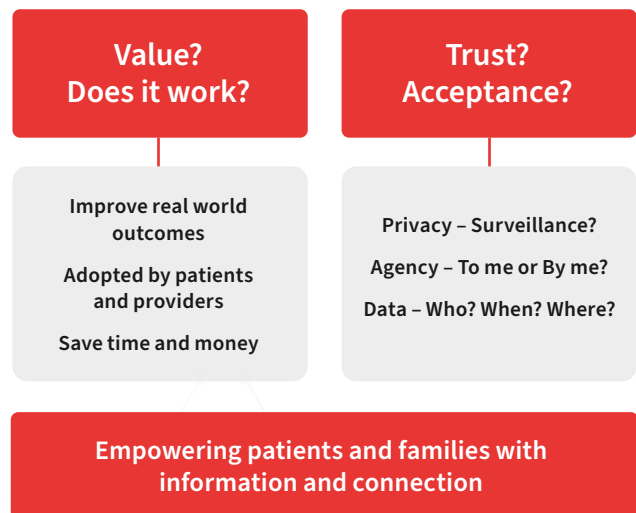 Value?
Does it work?
Improve real world
outcomes
Adopted by patients
and providers
Save time and money
Trust?
Acceptance?
Privacy – Surveillance?
Agency – To me or By me?
Data – Who? When? Where?
Empowering patients and families with
information and connection